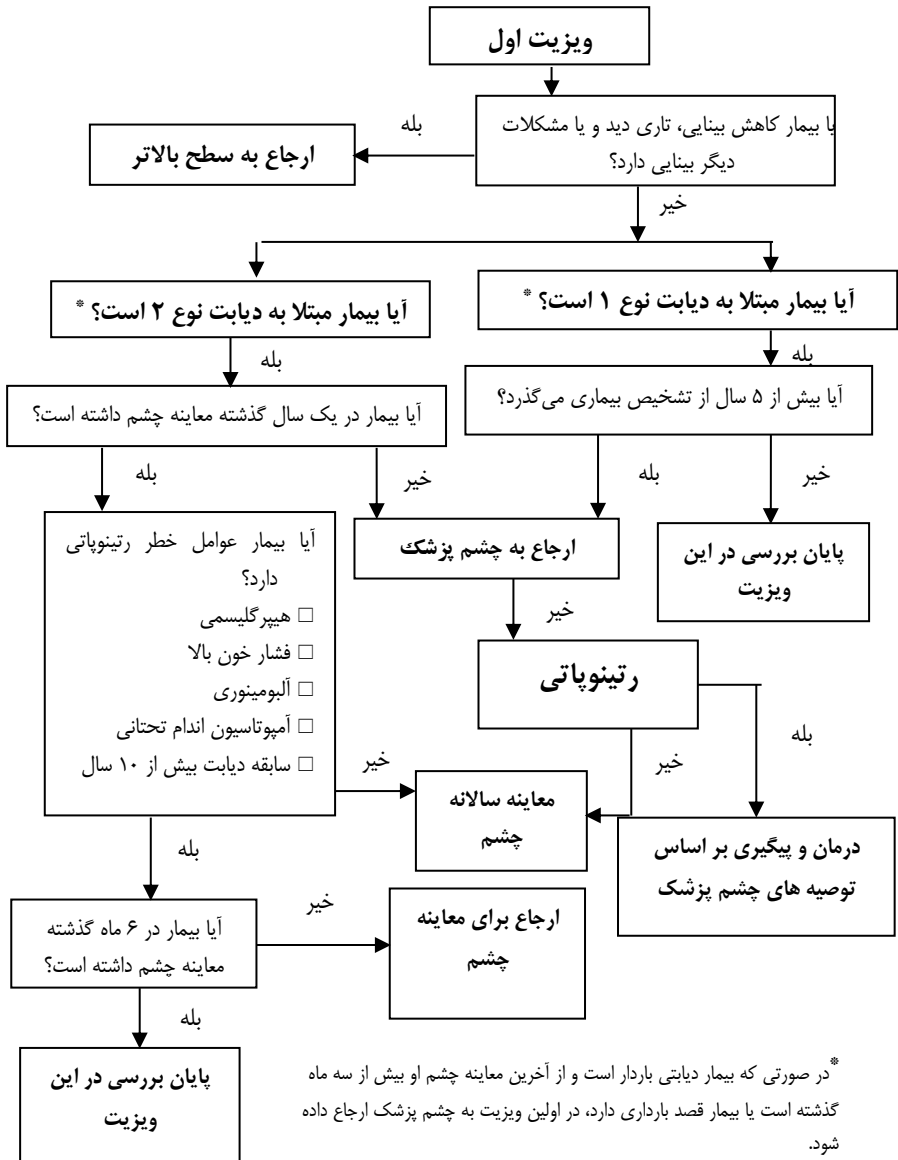 ویزیت اول
یا بیمار کاهش بینایی، تاری دید و یا مشکلات
دیگر بینایی دارد؟
بله
ارجاع به سطح بالاتر
خیر
آیا بیمار مبتلا به دیابت نوع ۱ است؟ *
آیا بیمار مبتلا به دیابت نوع ۲ است؟ *
بله
بله
آیا بیش از ۵ سال از تشخیص بیماری می‌گذرد؟
آیا بیمار در یک سال گذشته معاینه چشم داشته است؟
خیر
بله
خیر
بله
پایان بررسی در این
ویزیت
ارجاع به چشم پزشک
آیا بیمار عوامل خطر رتینوپاتی
دارد؟
□ هیپرگلیسمی
□ فشار خون بالا
□ آلبومینوری
□ آمپوتاسیون اندام تحتانی
□ سابقه دیابت بیش از ۱۰ سال
خیر
رتینوپاتی
بله
خیر
خیر
معاینه سالانه
چشم
درمان و پیگیری بر اساس
توصیه های چشم پزشک
بله
آیا بیمار در ۶ ماه گذشته
معاینه چشم داشته است؟
خیر
ارجاع برای معاینه
چشم
بله
پایان بررسی در این
ویزیت
*در صورتی که بیمار دیابتی باردار است و از آخرین معاینه چشم او بیش از سه ماه
گذشته است یا بیمار قصد بارداری دارد، در اولین ویزیت به چشم پزشک ارجاع داده
شود.